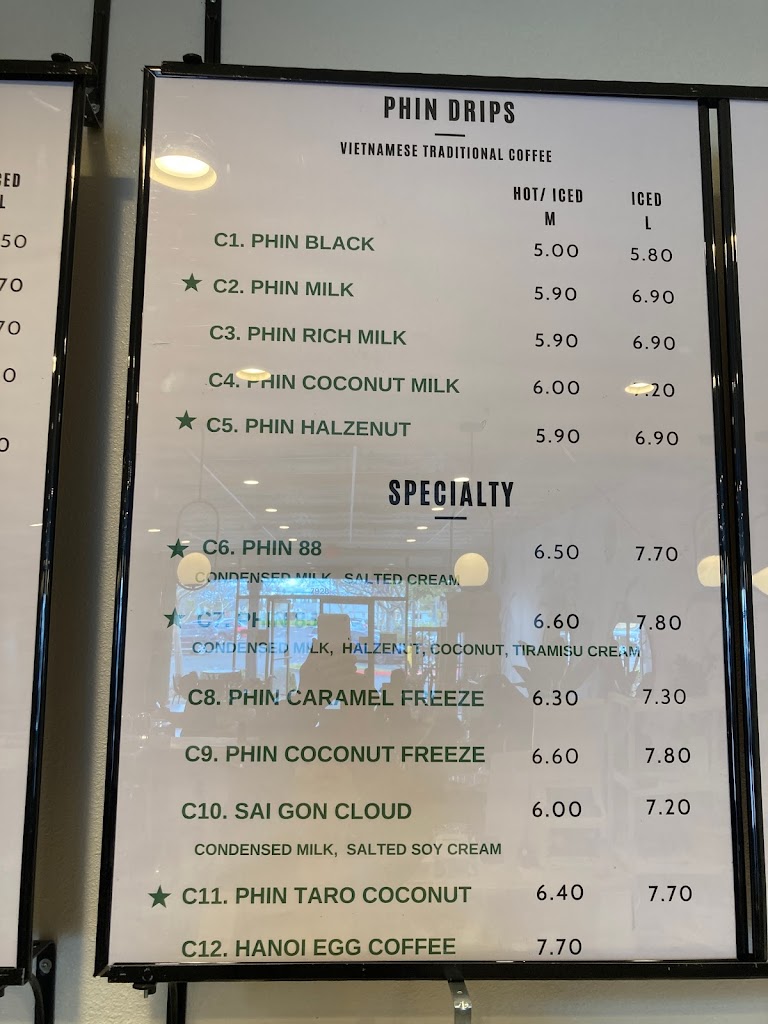 PHIN DRIPS
VIETNAMESE TRADITIONAL COFFEE
HOT/ ICED ICED
M L
C1. PHIN BLACK 5.00 5.80
★ C2. PHIN MILK 5.90 6.90
C3. PHIN RICH MILK 5.90 6.90
C4. PHIN COCONUT MILK 6.00
★ C5. PHIN HALZENUT 5.90 6.90
SPECIALTY
★ C6. PHIN 88 6.50 7.70
CONDENSED MILK, SALTED CREAM
★ C7. PHIN 6.60 7.80
CONDENSED MILK, HALZENUT, COCONUT, TIRAMISU CREAM
C8. PHIN CARAMEL FREEZE 6.30 7.30
C9. PHIN COCONUT FREEZE 6.60 7.80
C10. SAI GON CLOUD 6.00 7.20
CONDENSED MILK, SALTED SOY CREAM
★ C11. PHIN TARO COCONUT 6.40 7.70
C12. HANOI EGG COFFEE 7.70